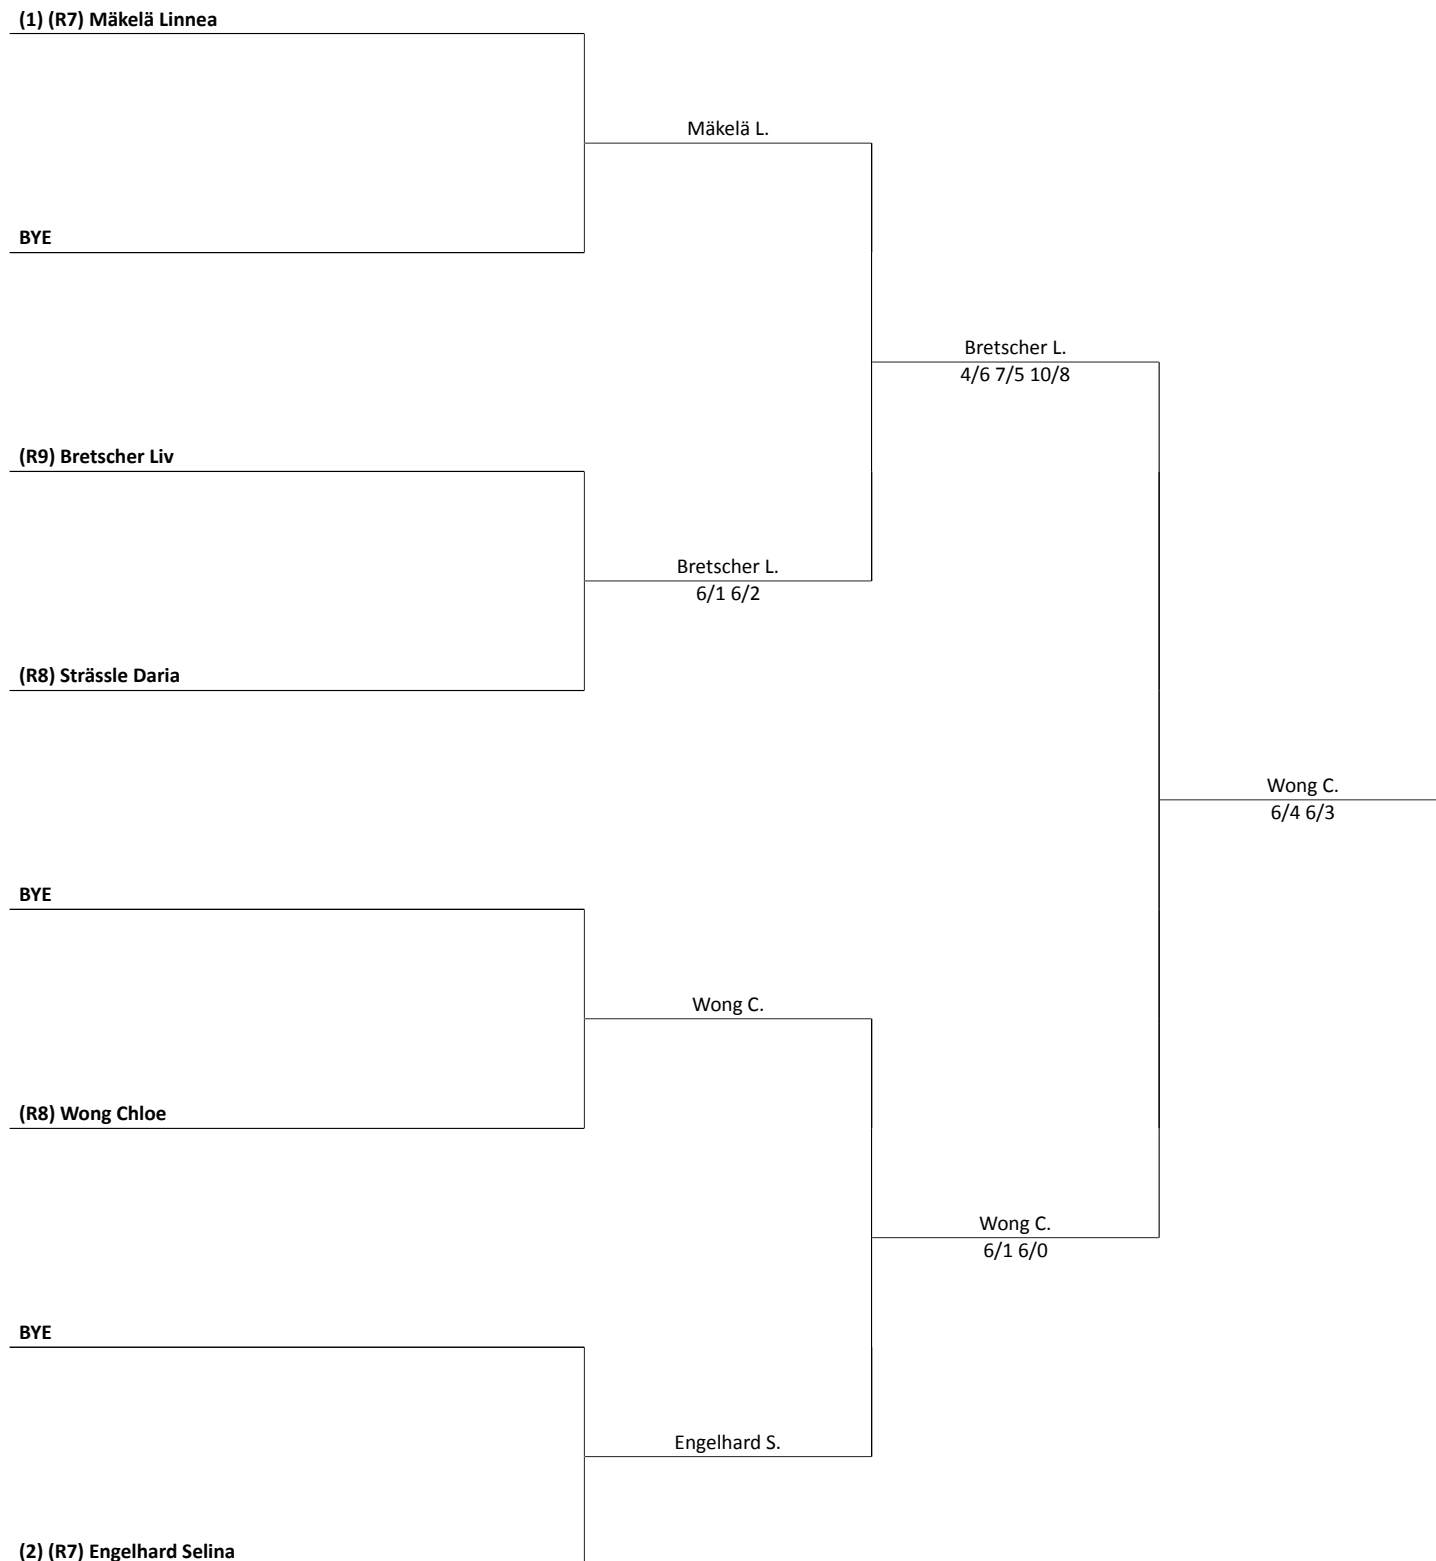 (1) (R7) Mäkelä Linnea
Mäkelä L.
BYE
Bretscher L.
4/6 7/5 10/8
(R9) Bretscher Liv
Bretscher L.
6/1 6/2
(R8) Strässle Daria
Wong C.
6/4 6/3
BYE
Wong C.
(R8) Wong Chloe
Wong C.
6/1 6/0
BYE
Engelhard S.
(2) (R7) Engelhard Selina